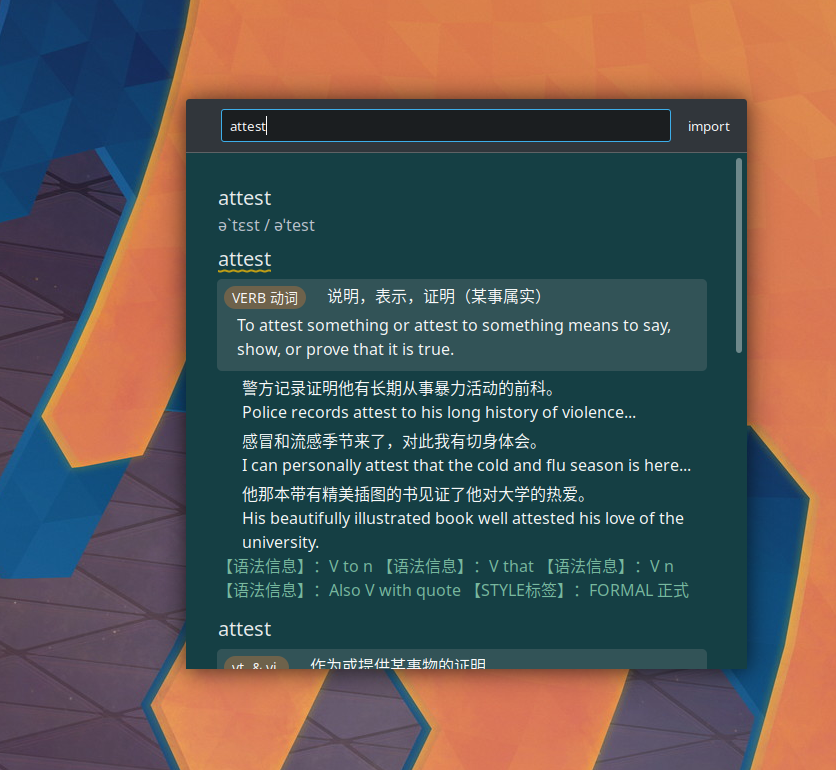 attest
import
attest
ə`tɛst / ə'test
attest
VERB 动词 说明，表示，证明（某事属实）
To attest something or attest to something means to say,
show, or prove that it is true.
警方记录证明他有长期从事暴力活动的前科。
Police records attest to his long history of violence...
感冒和流感季节来了，对此我有切身体会。
I can personally attest that the cold and flu season is here...
他那本带有精美插图的书见证了他对大学的热爱。
His beautifully illustrated book well attested his love of the
university.
【语法信息】：V to n 【语法信息】：V that 【语法信息】：V n
【语法信息】：Also V with quote 【STYLE标签】：FORMAL 正式
attest
vt. & vi. 作为或提供某事物的证明